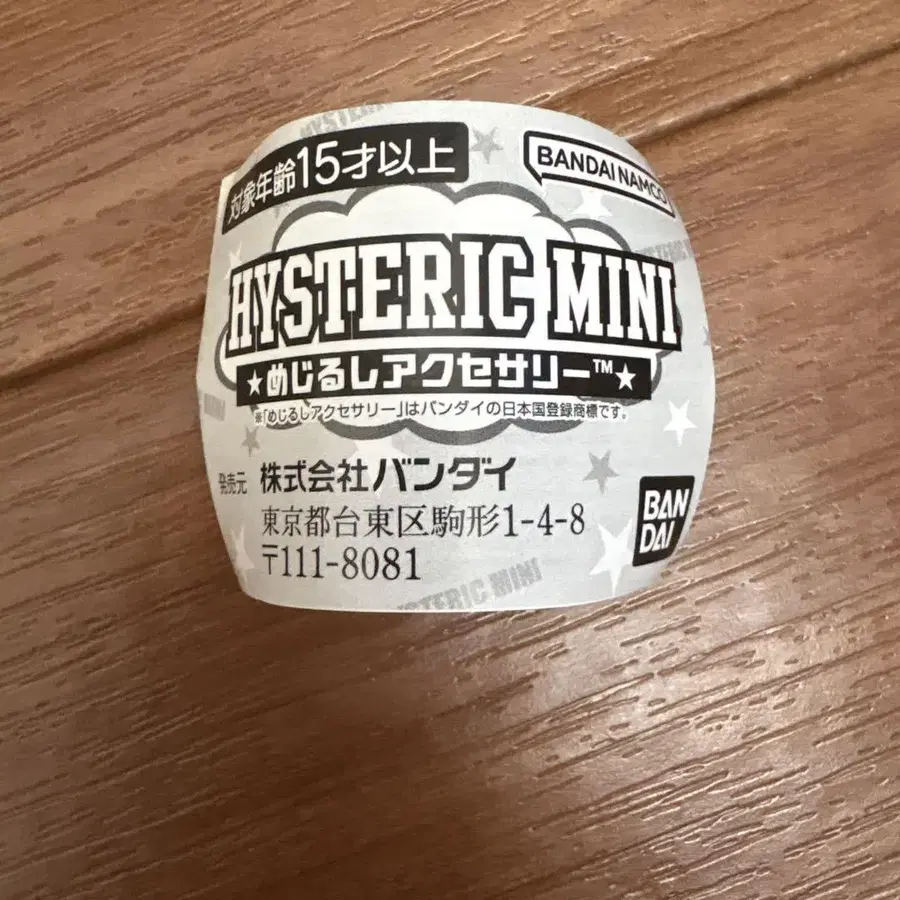 対象年齢15才以上
BANDAI NAMCO
HYSTERIC MINI
★めじるしアクセサリー™★
※「めじるしアクセサリー」はバンダイの日本国登録商標です。
発売元 株式会社バンダイ
東京都台東区駒形1-4-8
〒111-8081
BAN
DAI
HYSTERIC MINI